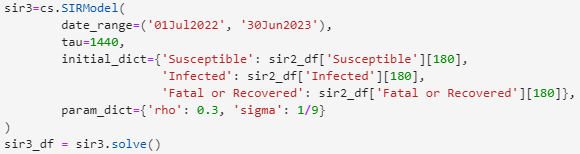 sir3=cs.SIRModel(
date_range=('01Jul2022', '30Jun2023'),
tau=1440,
initial_dict={'Susceptible': sir2_df['Susceptible'][180],
'Infected': sir2_df['Infected'][180],
'Fatal or Recovered': sir2_df['Fatal or Recovered'][180]},
param_dict={'rho': 0.3, 'sigma': 1/9}
)
sir3_df = sir3.solve()